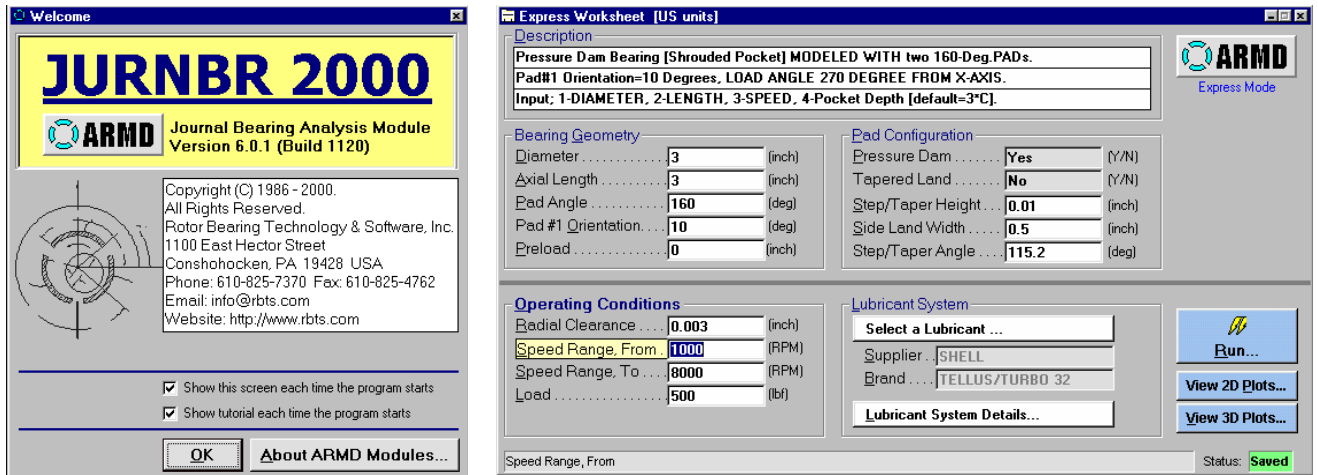 Welcome
JURNBR 2000
ARMD
Journal Bearing Analysis Module
Version 6.0.1 (Build 1120)
Copyright (C) 1986 - 2000.
All Rights Reserved.
Rotor Bearing Technology & Software, Inc.
1100 East Hector Street
Conshohocken, PA 19428 USA
Phone: 610-825-7370 Fax: 610-825-4762
Email: info@rbts.com
Website: http://www.rbts.com
Show this screen each time the program starts
Show tutorial each time the program starts
OK
About ARMD Modules...
Express Worksheet [US units]
Description
Pressure Dam Bearing [Shrouded Pocket] MODELED WITH two 160-Deg.PADs.
Pad#1 Orientation=10 Degrees, LOAD ANGLE 270 DEGREE FROM X-AXIS.
Input; 1-DIAMETER, 2-LENGTH, 3-SPEED, 4-Pocket Depth [default=3*C].
ARMD
Express Mode
Bearing Geometry
Diameter . . . . . . . . . . . . 3 (inch)
Axial Length . . . . . . . . . . 3 (inch)
Pad Angle . . . . . . . . . . . 160 (deg)
Pad #1 Orientation. . . . 10 (deg)
Preload . . . . . . . . . . . . . 0 (inch)
Pad Configuration
Pressure Dam . . . . . . . Yes (Y/N)
Tapered Land . . . . . . . No (Y/N)
Step/Taper Height . . . 0.01 (inch)
Side Land Width . . . . . 0.5 (inch)
Step/Taper Angle . . . . 115.2 (deg)
Operating Conditions
Radial Clearance . . . . 0.003 (inch)
Speed Range, From . 1000 (RPM)
Speed Range, To . . . . 8000 (RPM)
Load . . . . . . . . . . . . . . . . 500 (lbf)
Lubricant System
Select a Lubricant ...
Supplier . . SHELL
Brand . . . . TELLUS/TURBO 32
Lubricant System Details...
Run...
View 2D Plots...
View 3D Plots...
Speed Range, From
Status: Saved